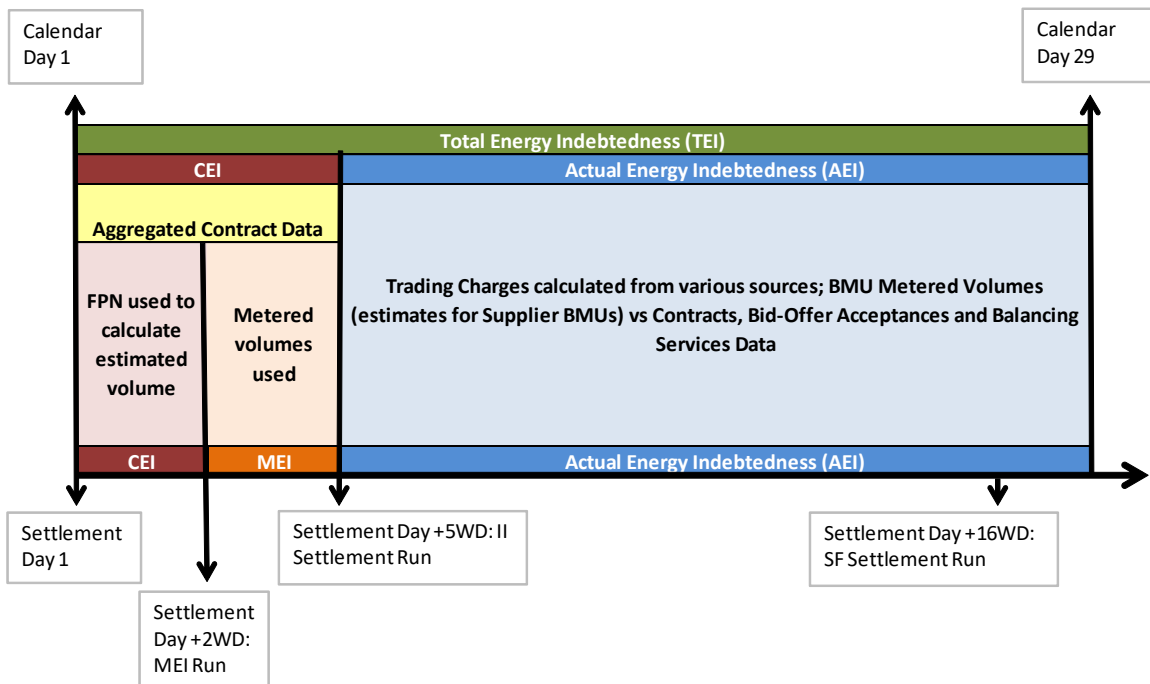 Calendar
Day 1
Calendar
Day 29
Total Energy Indebtedness (TEI)
CEI
Actual Energy Indebtedness (AEI)
Aggregated Contract Data
FPN used to
calculate
estimated
volume
Metered
volumes
used
Trading Charges calculated from various sources; BMU Metered Volumes
(estimates for Supplier BMUs) vs Contracts, Bid-Offer Acceptances and Balancing
Services Data
CEI
MEI
Actual Energy Indebtedness (AEI)
Settlement
Day 1
Settlement Day +5WD: II
Settlement Run
Settlement Day +16WD:
SF Settlement Run
Settlement
Day +2WD:
MEI Run